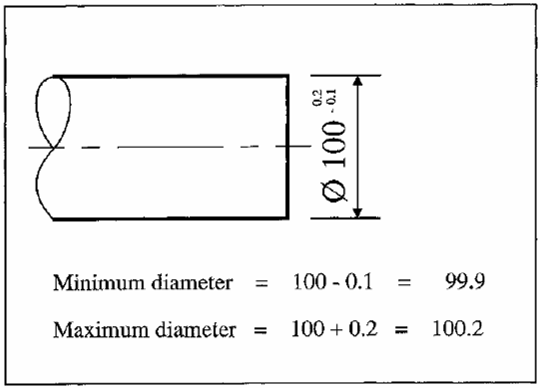 Ø 100 0.2 - 0.1
Minimum diameter = 100 - 0.1 = 99.9
Maximum diameter = 100 + 0.2 = 100.2